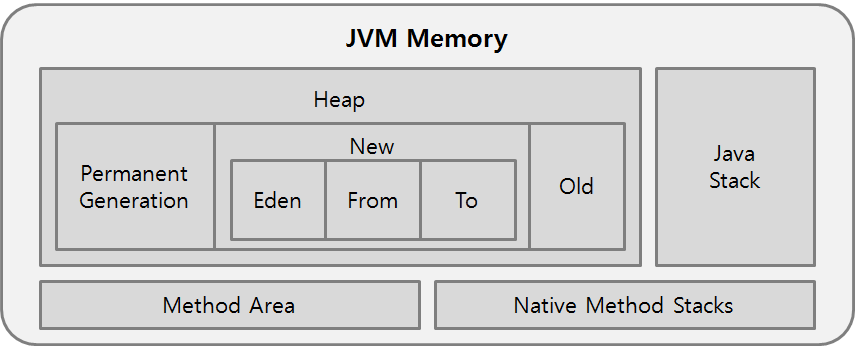 JVM Memory
Heap
Permanent
Generation
New
Eden
From
To
Old
Java
Stack
Method Area
Native Method Stacks